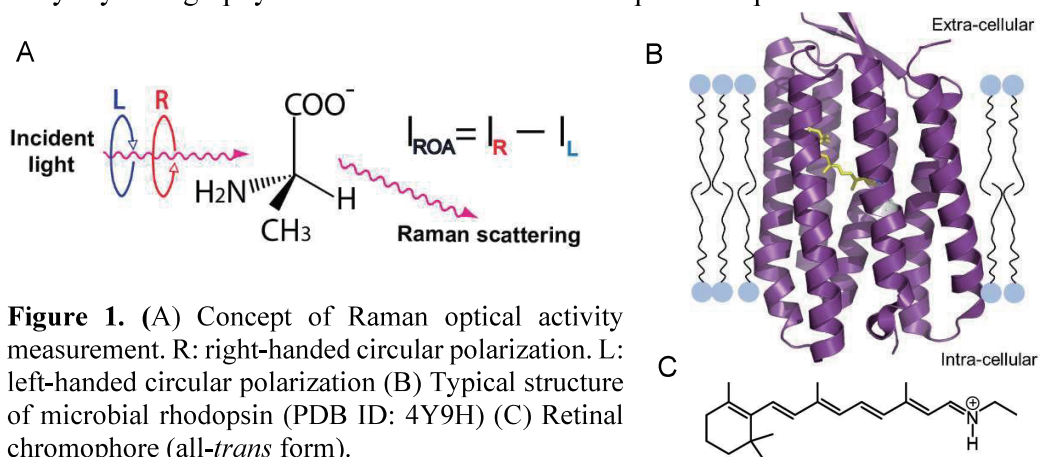 A
L R
Incident
light
COO⁻
H2N
H
CH3
IROA = IR — IL
Raman scattering
B
Extra-cellular
Intra-cellular
C
N
H
Figure 1. (A) Concept of Raman optical activity
measurement. R: right-handed circular polarization. L:
left-handed circular polarization (B) Typical structure
of microbial rhodopsin (PDB ID: 4Y9H) (C) Retinal
chromophore (all-trans form).